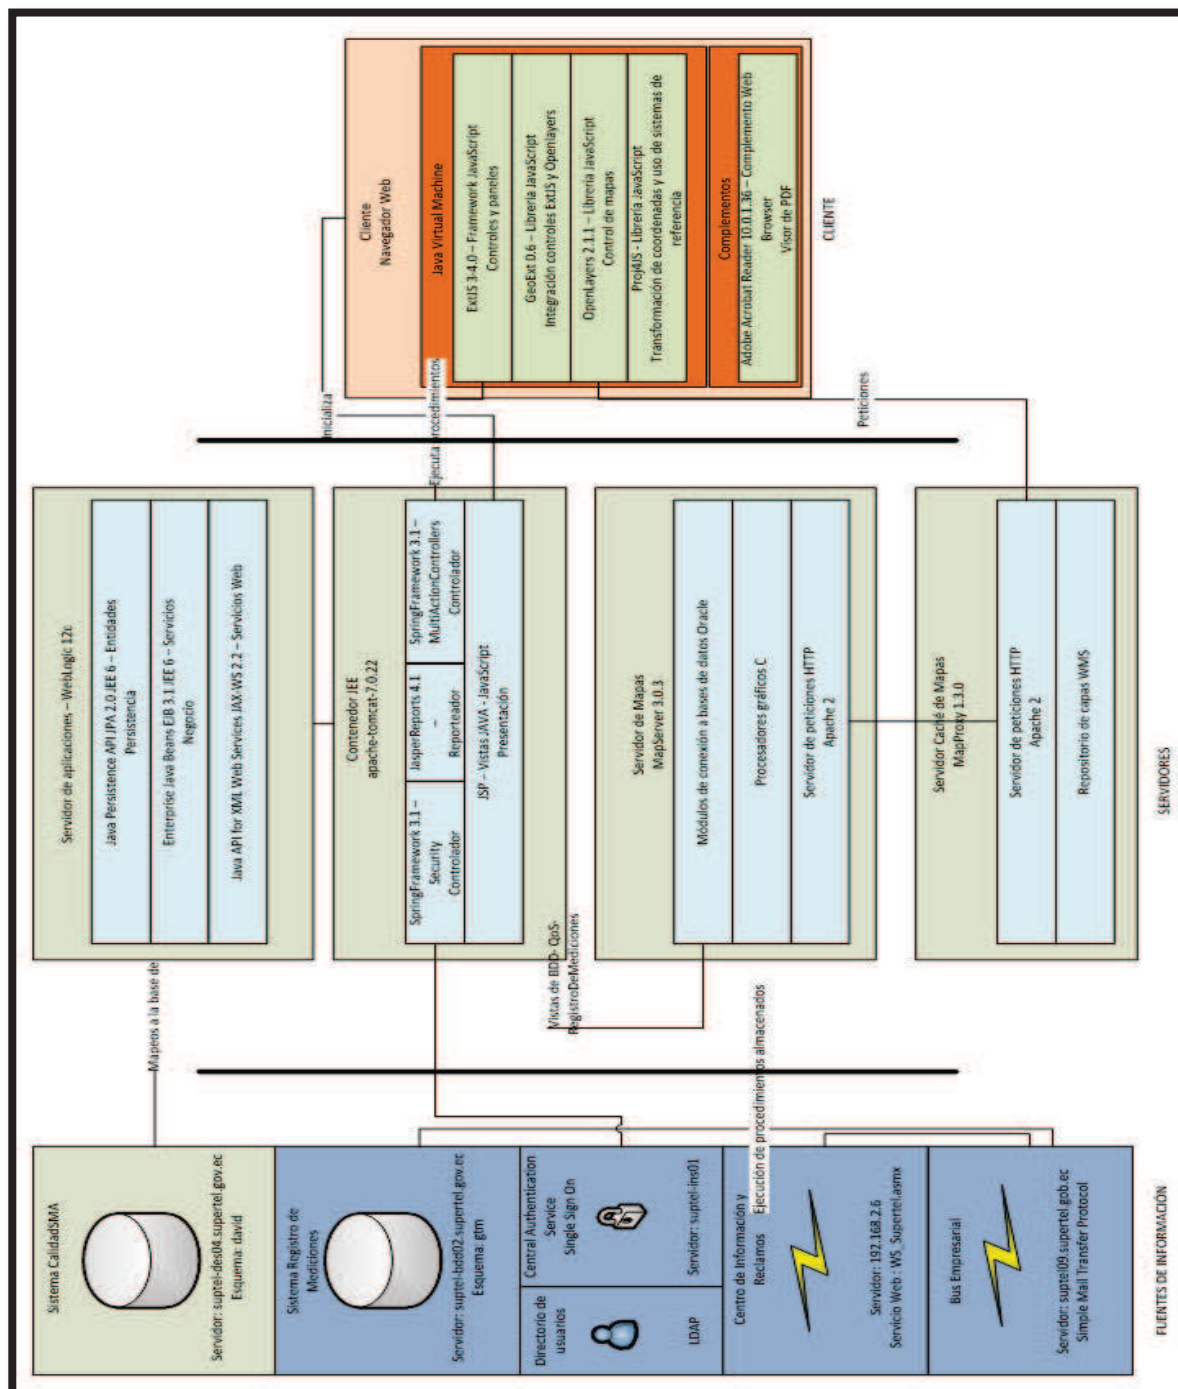 Sistema CalidadSMA
Servidor: suptel-des04.supertel.gov.ec
Esquema: david
Sistema Registro de
Mediciones
Servidor: suptel-bdd02.supertel.gov.ec
Esquema: gtm
Directorio de
usuarios
LDAP
Central Authentication
Service
Single Sign On
Servidor: suptel-ins01
Centro de Información y
Reclamos
Servidor: 192.168.2.6
Servicio Web : WS_Supertel.asmx
Bus Empresarial
Servidor: suptel09.supertel.gob.ec
Simple Mail Transfer Protocol
FUENTES DE INFORMACIÓN
Mapeos a la base de
Vistas de BDD- QoS-
RegistroDeMediciones
Ejecución de procedimientos almacenados
Servidor de aplicaciones – WebLogic 12c
Java Persistence API JPA 2.0 JEE 6 – Entidades
Persistencia
Enterprise Java Beans EJB 3.1 JEE 6 – Servicios
Negocio
Java API for XML Web Services JAX-WS 2.2 – Servicios Web
Contenedor JEE
apache-tomcat-7.0.22
SpringFramework 3.1 –
Security
Controlador
JasperReports 4.1
–
Reporteador
SpringFramework 3.1 –
MultiActionControllers
Controlador
JSP – Vistas JAVA - JavaScript
Presentación
Servidor de Mapas
MapServer 3.0.3
Módulos de conexión a bases de datos Oracle
Procesadores gráficos C
Servidor de peticiones HTTP
Apache 2
Servidor Caché de Mapas
MapProxy 1.3.0
Servidor de peticiones HTTP
Apache 2
Repositorio de capas WMS
SERVIDORES
Inicializa
Ejecuta procedimientos
Peticiones
Cliente
Navegador Web
Java Virtual Machine
ExtJS 3-4.0 – Framework JavaScript
Controles y paneles
GeoExt 0.6 – Libreria JavaScript
Integración controles ExtJS y Openlayers
OpenLayers 2.1.1 – Libreria JavaScript
Control de mapas
Proj4JS - Libreria JavaScript
Transformación de coordenadas y uso de sistemas de
referencia
Complementos
Adobe Acrobat Reader 10.0.1.36 – Complemento Web
Browser
Visor de PDF
CLIENTE